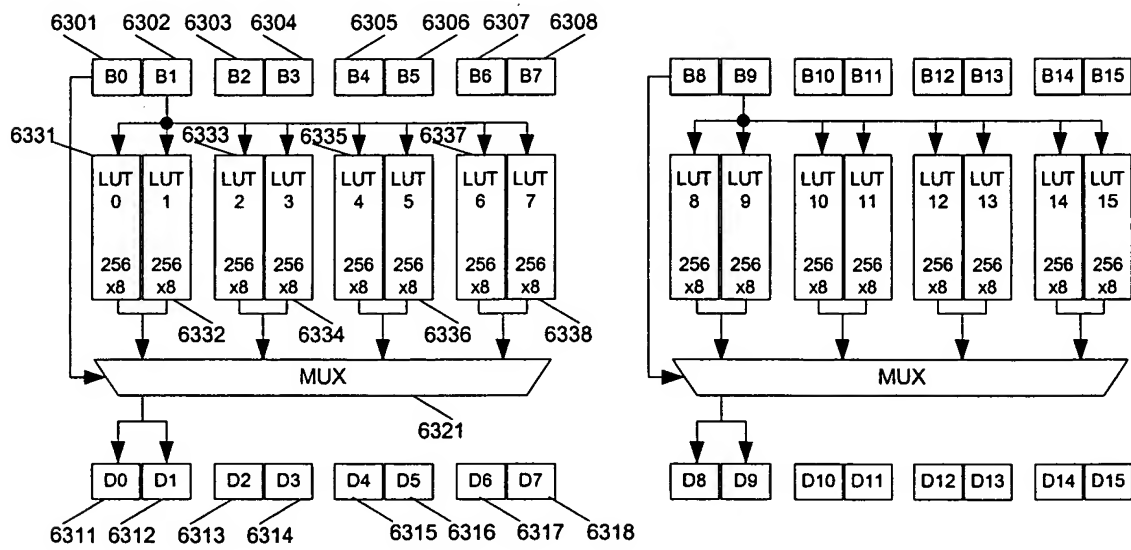 6301 6302 6303 6304 6305 6306 6307 6308
B0 B1 B2 B3 B4 B5 B6 B7 B8 B9 B10 B11 B12 B13 B14 B15
6331 6333 6335 6337
LUT LUT LUT LUT LUT LUT LUT LUT LUT LUT LUT LUT LUT LUT LUT LUT
0 1 2 3 4 5 6 7 8 9 10 11 12 13 14 15
256 256 256 256 256 256 256 256 256 256 256 256 256 256 256 256
x8 x8 x8 x8 x8 x8 x8 x8 x8 x8 x8 x8 x8 x8 x8 x8
6332 6334 6336 6338
MUX MUX
6321
D0 D1 D2 D3 D4 D5 D6 D7 D8 D9 D10 D11 D12 D13 D14 D15
6311 6312 6313 6314 6315 6316 6317 6318